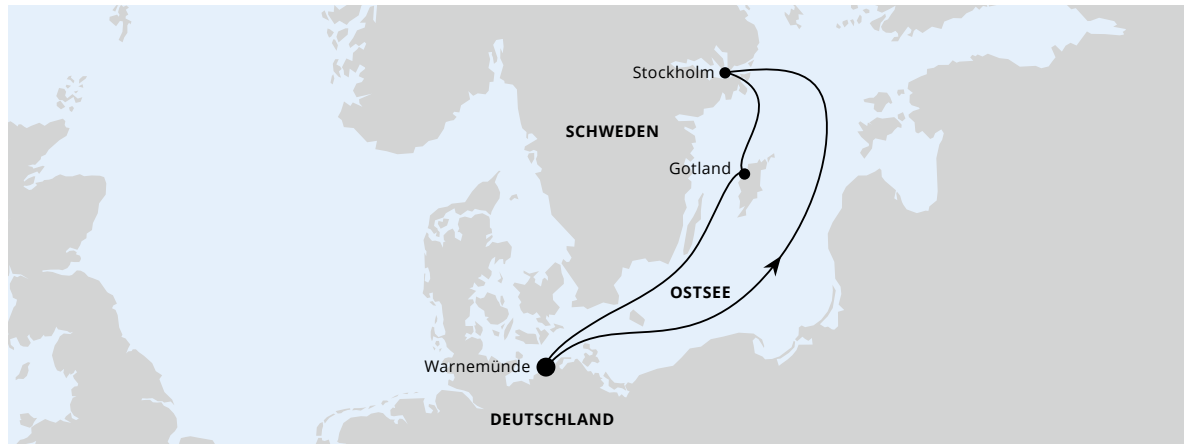 Stockholm
SCHWEDEN
Gotland
OSTSEE
Warnemünde
DEUTSCHLAND